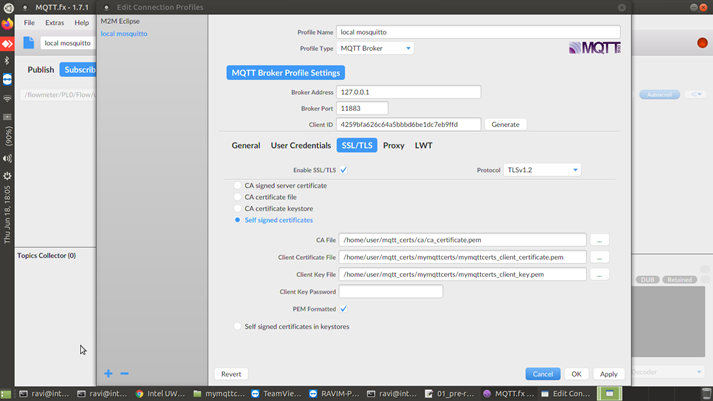 MQTT.fx - 1.7.1
Edit Connection Profiles
File Extras Help
local mosquitto
Publish
Subscrib
/flowmeter/PL0/Flow/
Topics Collector (0)
(90%)
Thu Jun 18, 18:05
M2M Eclipse
local mosquitto
Profile Name local mosquitto
Profile Type MQTT Broker
MQTT
MQTT Broker Profile Settings
Broker Address 127.0.0.1
Broker Port 11883
Client ID 4259bfa626c64a5bbbd6be1dc7eb9ffd Generate
General User Credentials SSL/TLS Proxy LWT
Enable SSL/TLS Protocol TLSv1.2
CA signed server certificate
CA certificate file
CA certificate keystore
Self signed certificates
CA File /home/user/mqtt_certs/ca/ca_certificate.pem ...
Client Certificate File /home/user/mqtt_certs/mymqttcerts/mymqttcerts_client_certificate.pem ...
Client Key File /home/user/mqtt_certs/mymqttcerts/mymqttcerts_client_key.pem ...
Client Key Password
PEM Formatted
Self signed certificates in keystores
Revert Cancel OK Apply
Autoscroll
QoS
DUB Retained
Decoder
ravi@int... ravi@int... Intel UW... mymqttc... TeamVie... RAVIM-P... ravi@int... 01_pre-r... MQTT.fx ... Edit Con...